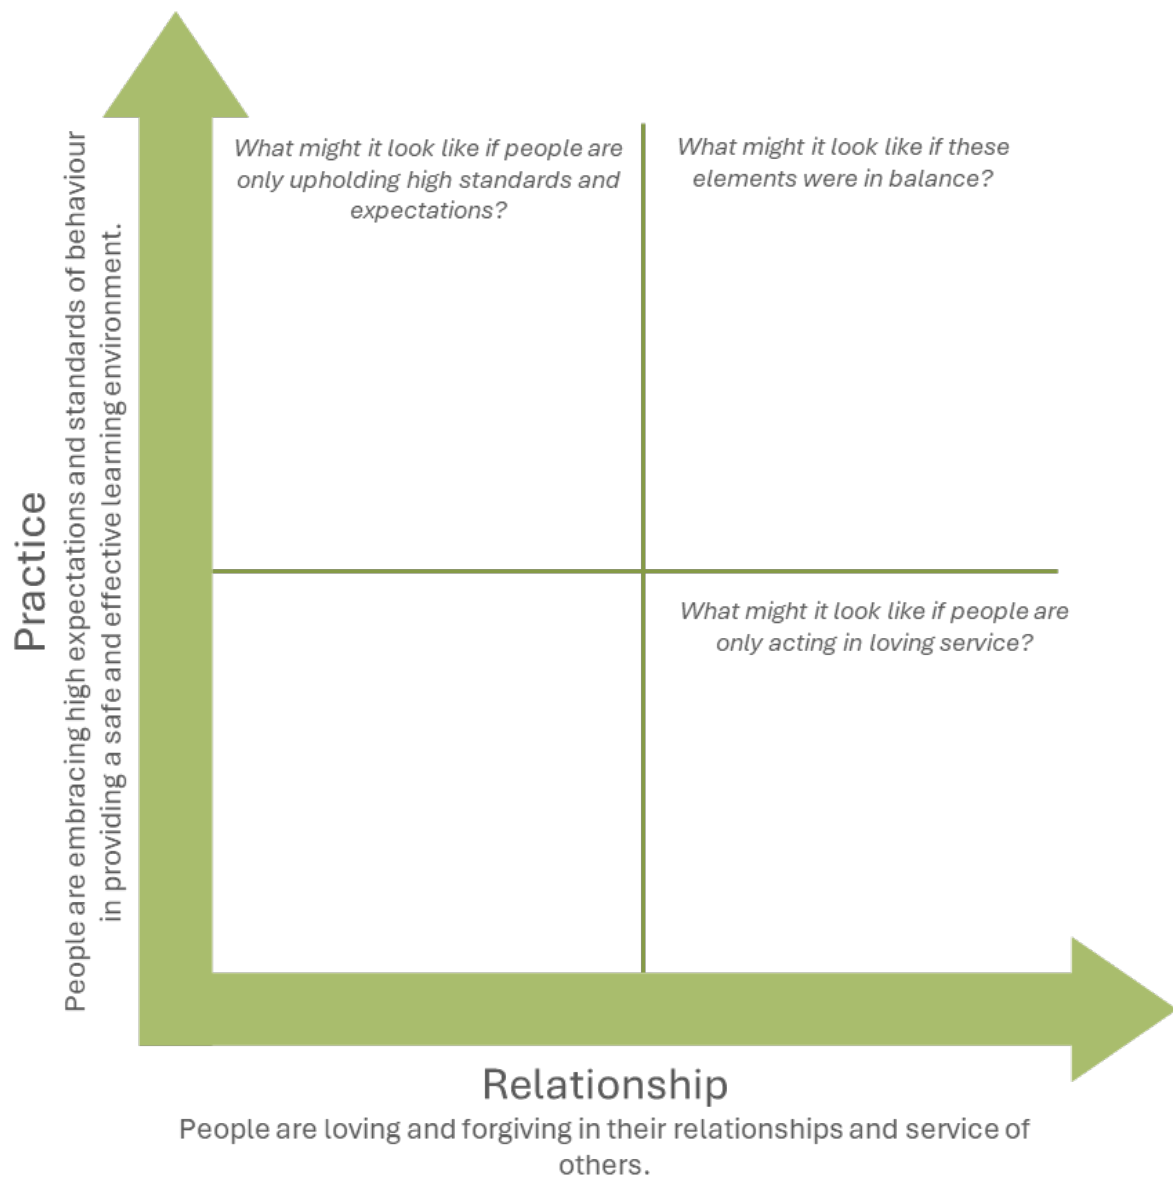 What might it look like if people are
only upholding high standards and
expectations?
What might it look like if these
elements were in balance?
What might it look like if people are
only acting in loving service?
Practice
People are embracing high expectations and standards of behaviour
in providing a safe and effective learning environment.
Relationship
People are loving and forgiving in their relationships and service of
others.